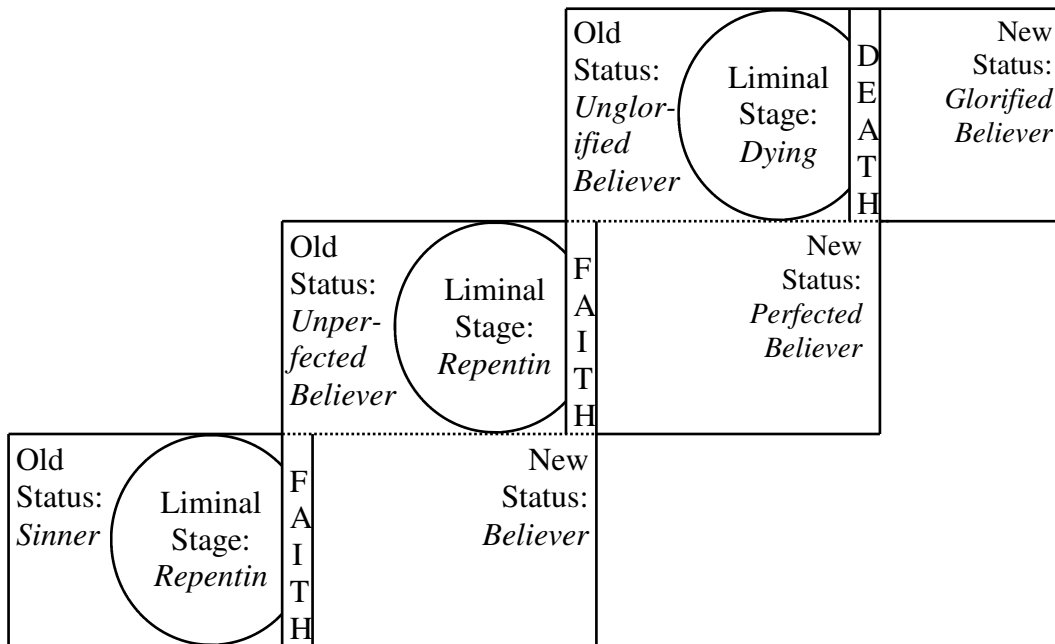 Old
Status:
Unglor-
ified
Believer
Liminal
Stage:
Dying
D
E
A
T
H
New
Status:
Glorified
Believer
Old
Status:
Unper-
fected
Believer
Liminal
Stage:
Repentin
F
A
I
T
H
New
Status:
Perfected
Believer
Old
Status:
Sinner
Liminal
Stage:
Repentin
F
A
I
T
H
New
Status:
Believer